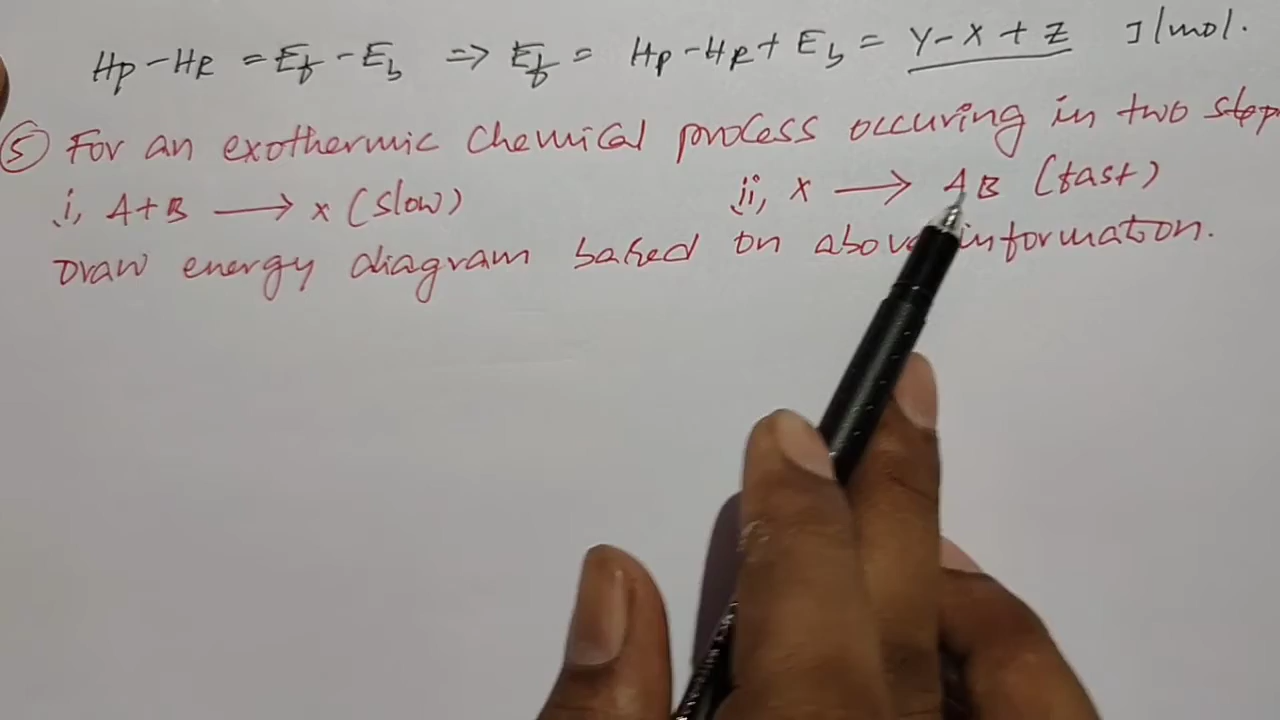 Hp - HR = Ef - Eb => Ef = Hp - HR + Eb = Y - X + Z J/mol.
(5) For an exothermic chemical process occuring in two step
i, A+B → x (slow) ii, x → AB (fast)
Draw energy diagram based on above information.